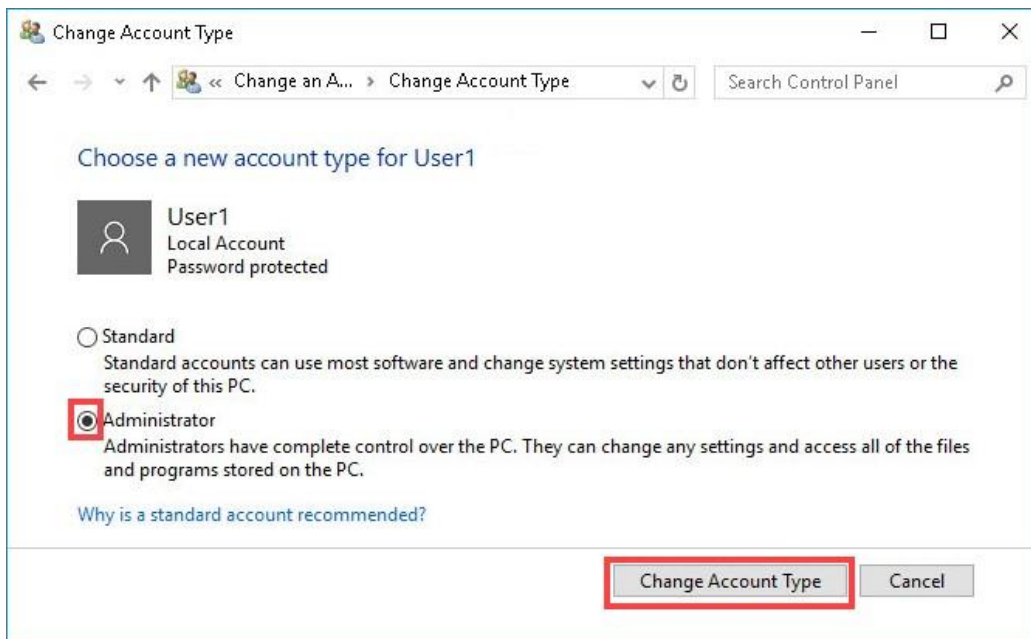 Change Account Type
« Change an A... › Change Account Type
Search Control Panel
Choose a new account type for User1
User1
Local Account
Password protected
Standard
Standard accounts can use most software and change system settings that don't affect other users or the
security of this PC.
Administrator
Administrators have complete control over the PC. They can change any settings and access all of the files
and programs stored on the PC.
Why is a standard account recommended?
Change Account Type
Cancel